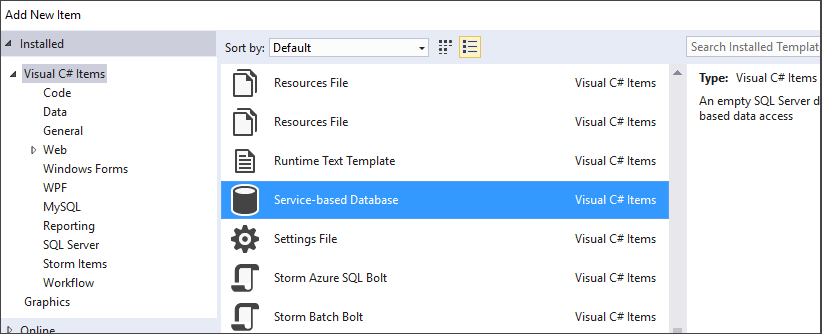 Add New Item
Installed
Visual C# Items
Code
Data
General
Web
Windows Forms
WPF
MySQL
Reporting
SQL Server
Storm Items
Workflow
Graphics
Online
Sort by: Default
Resources File Visual C# Items
Resources File Visual C# Items
Runtime Text Template Visual C# Items
Service-based Database Visual C# Items
Settings File Visual C# Items
Storm Azure SQL Bolt Visual C# Items
Storm Batch Bolt Visual C# Items
Search Installed Templat
Type: Visual C# Items
An empty SQL Server d
based data access